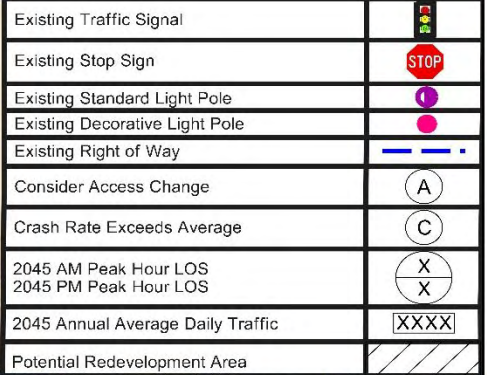 Existing Traffic Signal
Existing Stop Sign STOP
Existing Standard Light Pole
Existing Decorative Light Pole
Existing Right of Way
Consider Access Change A
Crash Rate Exceeds Average C
2045 AM Peak Hour LOS X
2045 PM Peak Hour LOS X
2045 Annual Average Daily Traffic XXXX
Potential Redevelopment Area